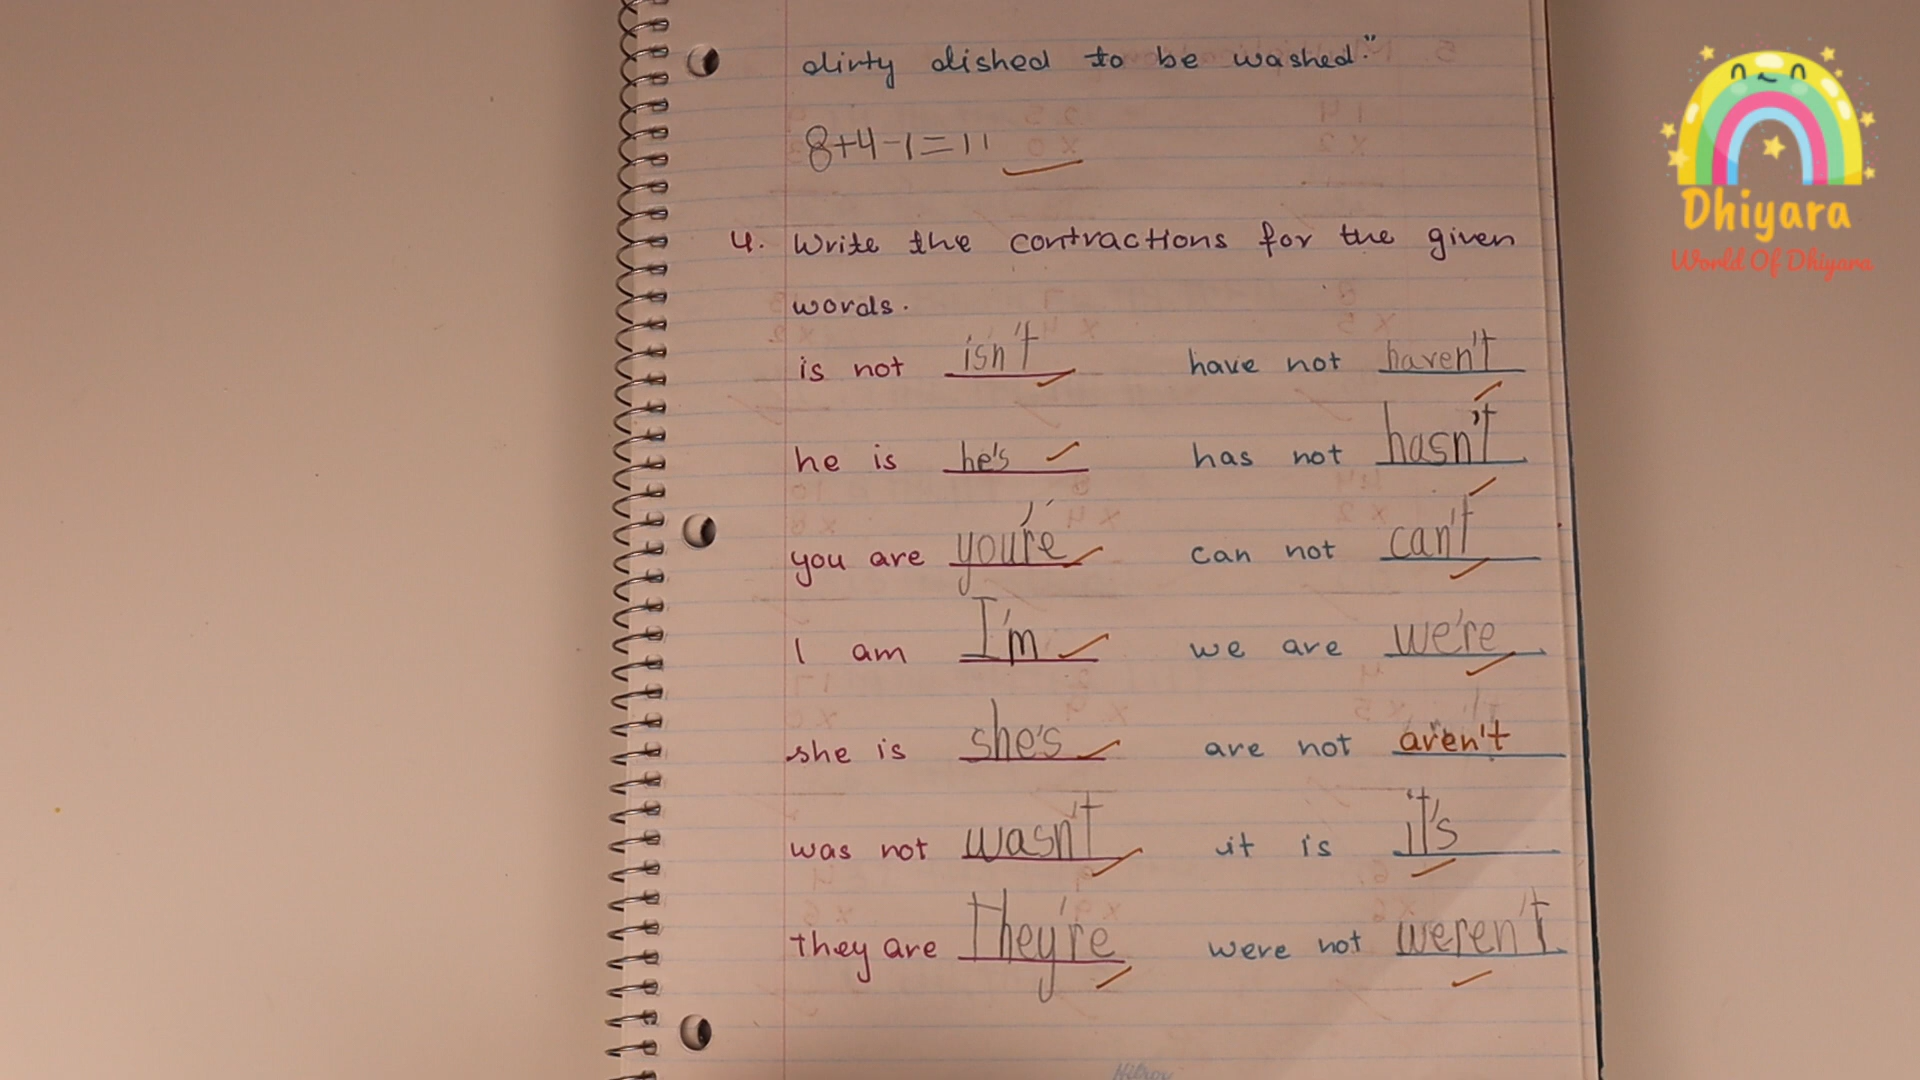 dirty dished to be washed."
8+4-1=11
4. Write the contractions for the given
words.
is not isn't have not haven't
he is he's has not hasn't
you are you're can not can't
I am I'm we are we're
she is she's are not aren't
was not wasn't it is it's
they are They're were not weren't
Hilroy
Dhiyara
World Of Dhiyara